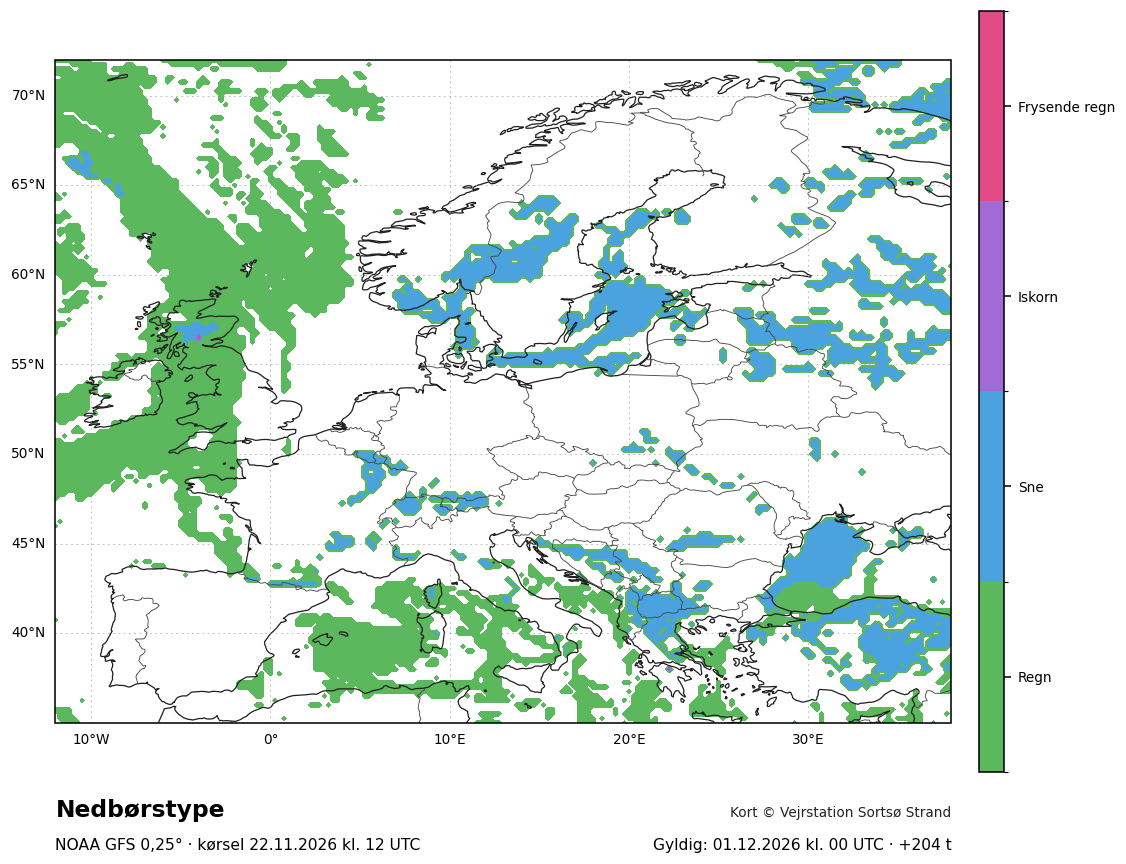 70°N
65°N
60°N
55°N
50°N
45°N
40°N
10°W
0°
10°E
20°E
30°E
Frysende regn
Iskorn
Sne
Regn
Nedbørstype
Kort © Vejrstation Sortsø Strand
NOAA GFS 0,25° · kørsel 22.11.2026 kl. 12 UTC
Gyldig: 01.12.2026 kl. 00 UTC · +204 t